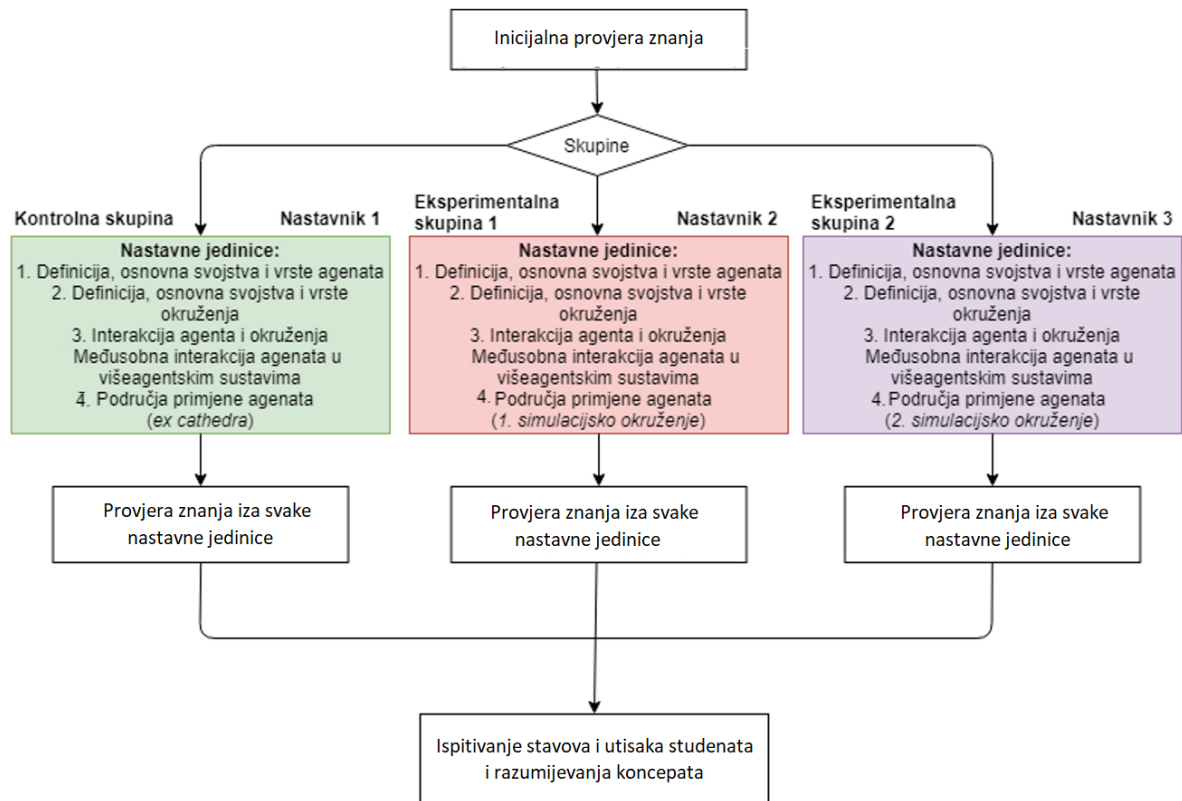 Inicijalna provjera znanja
Skupine
Kontrolna skupina
Nastavnik 1
Nastavne jedinice:
1. Definicija, osnovna svojstva i vrste agenata
2. Definicija, osnovna svojstva i vrste
okruženja
3. Interakcija agenta i okruženja
Međusobna interakcija agenata u
višeagentskim sustavima
4. Područja primjene agenata
(ex cathedra)
Eksperimentalna
skupina 1
Nastavnik 2
Nastavne jedinice:
1. Definicija, osnovna svojstva i vrste agenata
2. Definicija, osnovna svojstva i vrste
okruženja
3. Interakcija agenta i okruženja
Međusobna interakcija agenata u
višeagentskim sustavima
4. Područja primjene agenata
(1. simulacijsko okruženje)
Eksperimentalna
skupina 2
Nastavnik 3
Nastavne jedinice:
1. Definicija, osnovna svojstva i vrste agenata
2. Definicija, osnovna svojstva i vrste
okruženja
3. Interakcija agenta i okruženja
Međusobna interakcija agenata u
višeagentskim sustavima
4. Područja primjene agenata
(2. simulacijsko okruženje)
Provjera znanja iza svake
nastavne jedinice
Provjera znanja iza svake
nastavne jedinice
Provjera znanja iza svake
nastavne jedinice
Ispitivanje stavova i utisaka studenata
i razumijevanja koncepata